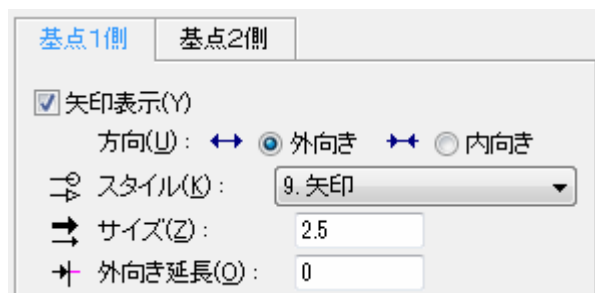 基点1側 基点2側
矢印表示(Y)
方向(U): 外向き 内向き
スタイル(K): 9. 矢印
サイズ(Z): 2.5
外向き延長(O): 0